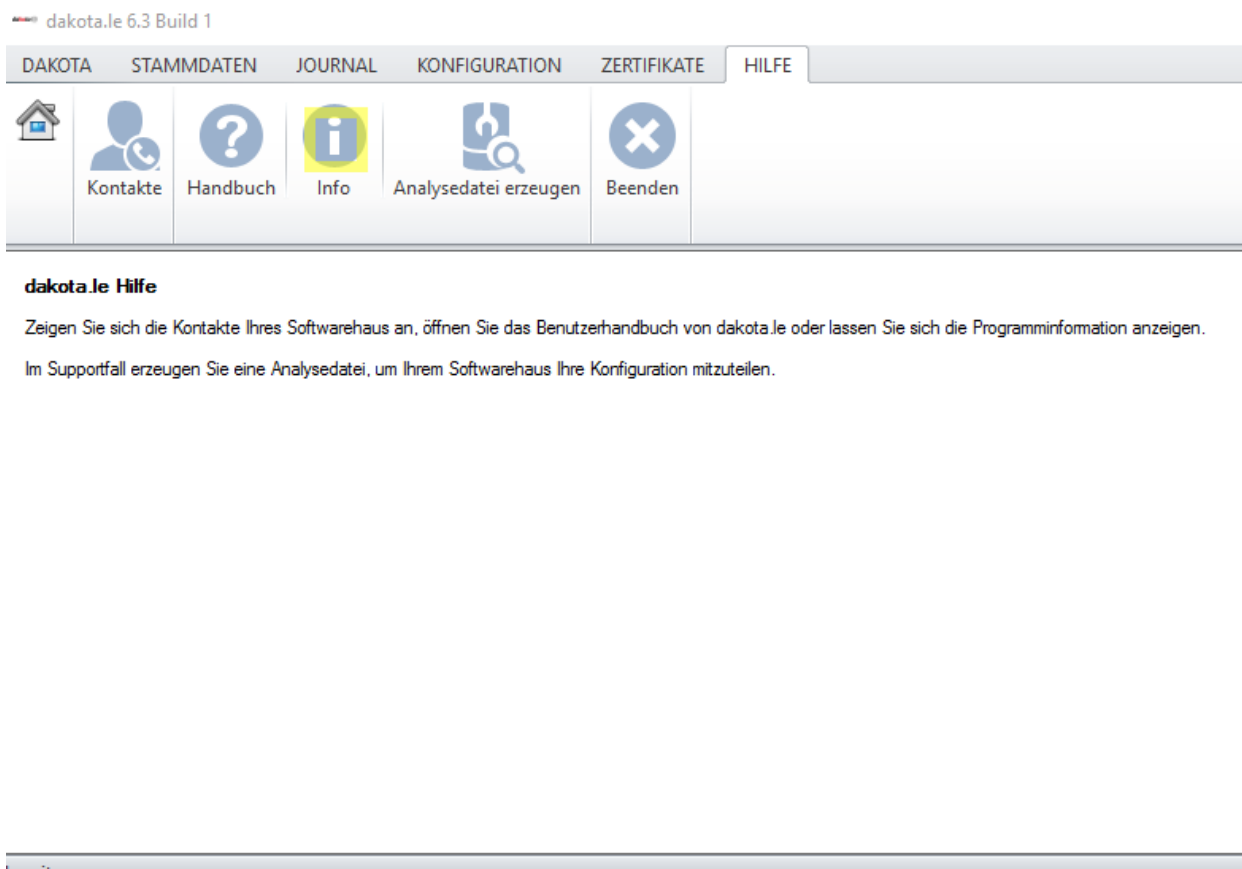 dakota.le 6.3 Build 1
DAKOTA STAMMDATEN JOURNAL KONFIGURATION ZERTIFIKATE HILFE
Kontakte Handbuch Info Analysedatei erzeugen Beenden
dakota.le Hilfe
Zeigen Sie sich die Kontakte Ihres Softwarehaus an, öffnen Sie das Benutzerhandbuch von dakota.le oder lassen Sie sich die Programminformation anzeigen.
Im Supportfall erzeugen Sie eine Analysedatei, um Ihrem Softwarehaus Ihre Konfiguration mitzuteilen.